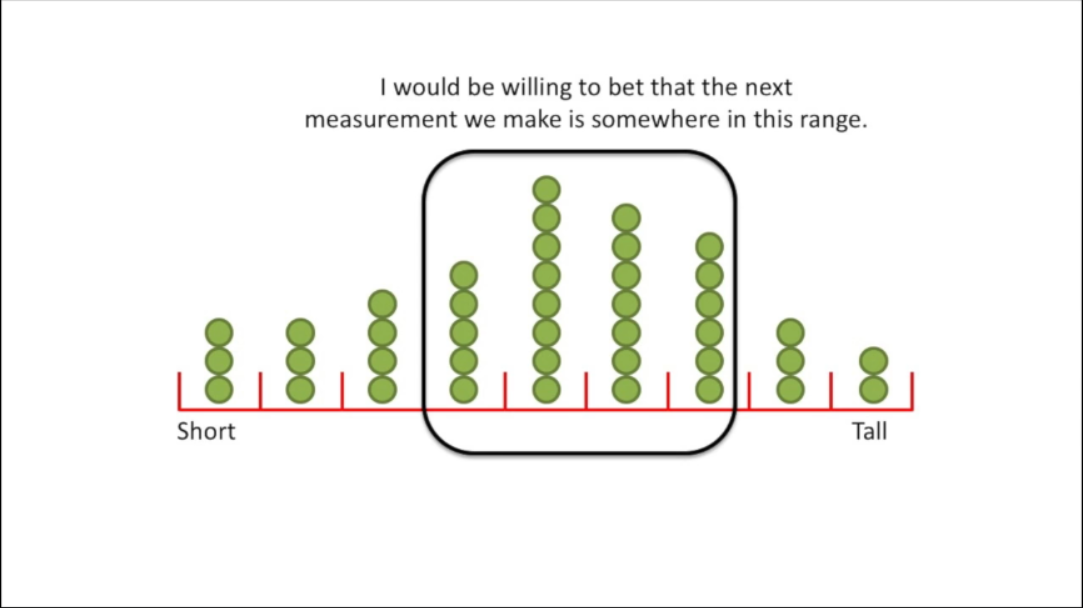 I would be willing to bet that the next
measurement we make is somewhere in this range.
Short
Tall